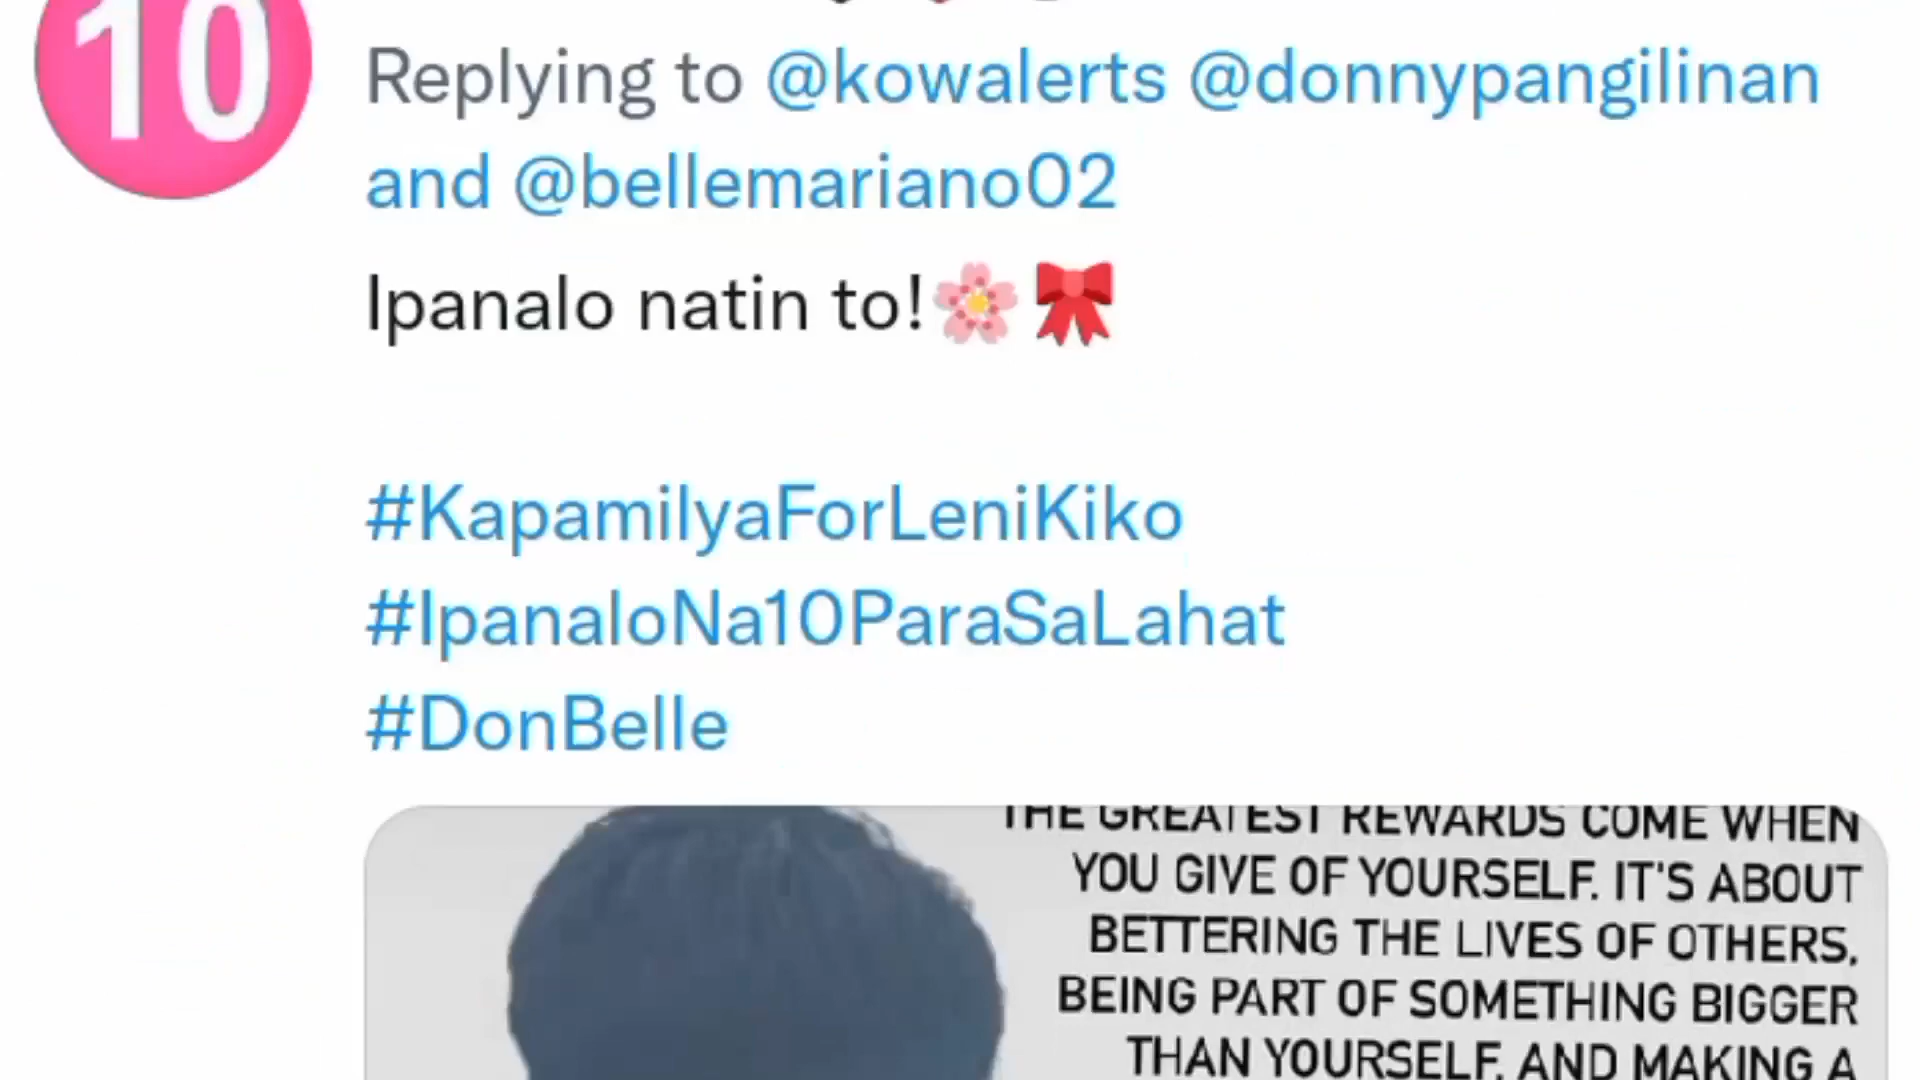 10
Replying to @kowalerts @donnypangilinan
and @bellemariano02
Ipanalo natin to!
#KapamilyaForLeniKiko
#IpanaloNa10ParaSaLahat
#DonBelle
THE GREATEST REWARDS COME WHEN
YOU GIVE OF YOURSELF. IT'S ABOUT
BETTERING THE LIVES OF OTHERS,
BEING PART OF SOMETHING BIGGER
THAN YOURSELF, AND MAKING A